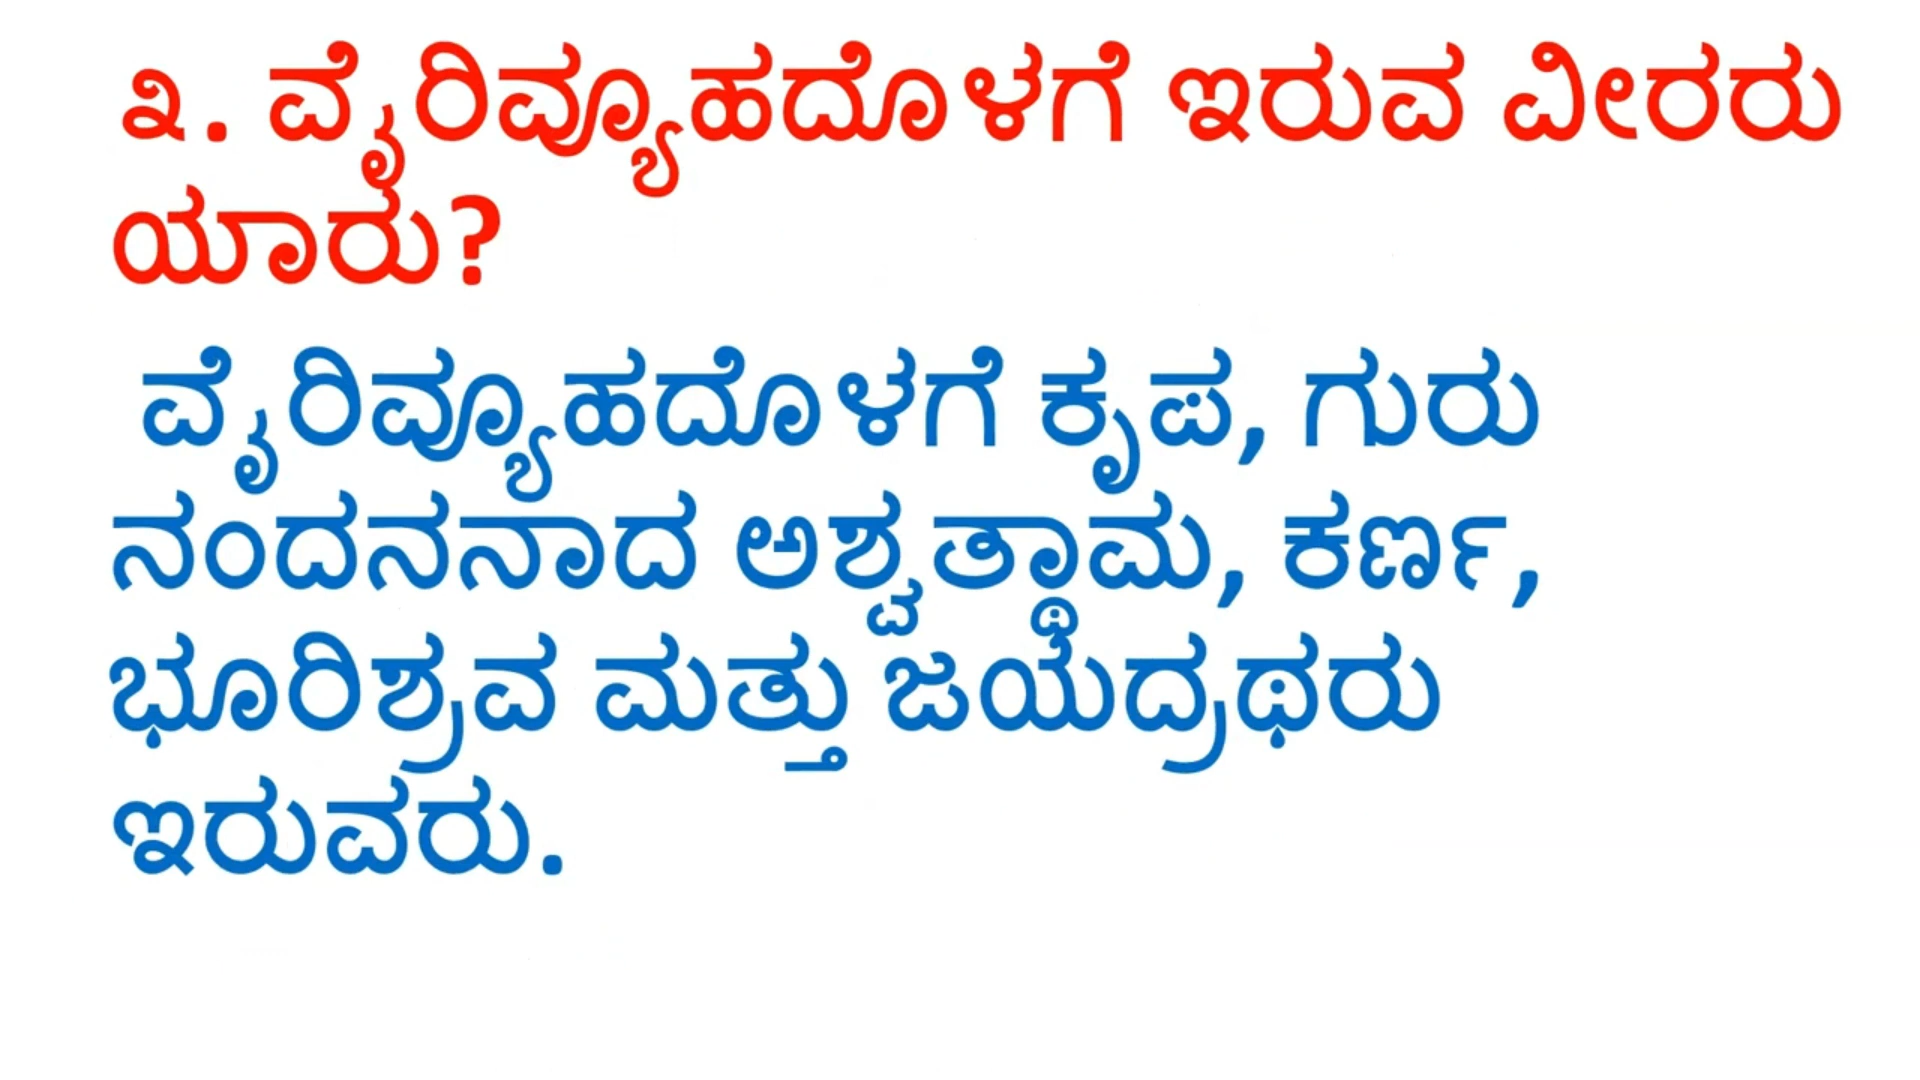 ೩. ವೈರಿವ್ಯೂಹದೊಳಗೆ ಇರುವ ವೀರರು
ಯಾರು?
ವೈರಿವ್ಯೂಹದೊಳಗೆ ಕೃಪ, ಗುರು
ನಂದನನಾದ ಅಶ್ವತ್ಥಾಮ, ಕರ್ಣ,
ಭೂರಿಶ್ರವ ಮತ್ತು ಜಯದ್ರಥರು
ಇರುವರು.